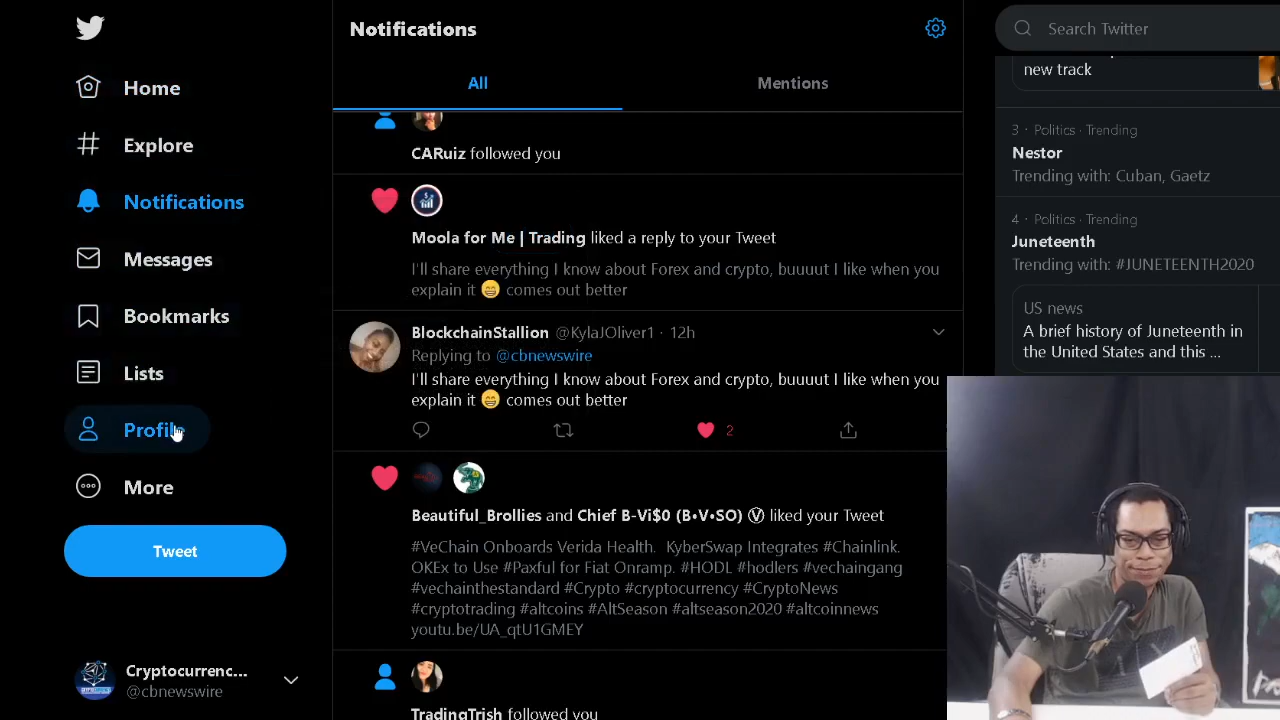 Home
Explore
Notifications
Messages
Bookmarks
Lists
Profile
More
Tweet
Cryptocurrenc...
@cbnewswire
Notifications
All
Mentions
CARuiz followed you
Moola for Me | Trading liked a reply to your Tweet
I'll share everything I know about Forex and crypto, buuuut I like when you
explain it 😁 comes out better
BlockchainStallion @KylaJOliver1 · 12h
Replying to @cbnewswire
I'll share everything I know about Forex and crypto, buuuut I like when you
explain it 😁 comes out better
2
Beautiful_Brollies and Chief B-Vi$0 (B•V•SO) Ⓥ liked your Tweet
#VeChain Onboards Verida Health. KyberSwap Integrates #Chainlink.
OKEx to Use #Paxful for Fiat Onramp. #HODL #hodlers #vechaingang
#vechainthestandard #Crypto #cryptocurrency #CryptoNews
#cryptotrading #altcoins #AltSeason #altseason2020 #altcoinnews
youtu.be/UA_qtU1GMEY
TradingTrish followed you
Search Twitter
new track
3 · Politics · Trending
Nestor
Trending with: Cuban, Gaetz
4 · Politics · Trending
Juneteenth
Trending with: #JUNETEENTH2020
US news
A brief history of Juneteenth in
the United States and this ...